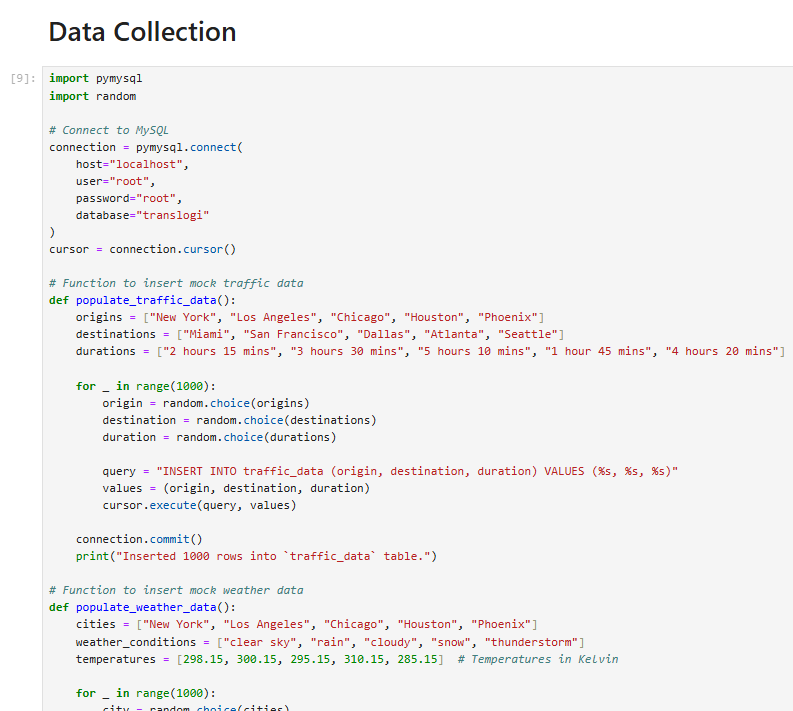 Data Collection
[9]:
import pymysql
import random
# Connect to MySQL
connection = pymysql.connect(
    host="localhost",
    user="root",
    password="root",
    database="translogi"
)
cursor = connection.cursor()
# Function to insert mock traffic data
def populate_traffic_data():
    origins = ["New York", "Los Angeles", "Chicago", "Houston", "Phoenix"]
    destinations = ["Miami", "San Francisco", "Dallas", "Atlanta", "Seattle"]
    durations = ["2 hours 15 mins", "3 hours 30 mins", "5 hours 10 mins", "1 hour 45 mins", "4 hours 20 mins"]
    for _ in range(1000):
        origin = random.choice(origins)
        destination = random.choice(destinations)
        duration = random.choice(durations)
        query = "INSERT INTO traffic_data (origin, destination, duration) VALUES (%s, %s, %s)"
        values = (origin, destination, duration)
        cursor.execute(query, values)
    connection.commit()
    print("Inserted 1000 rows into `traffic_data` table.")
# Function to insert mock weather data
def populate_weather_data():
    cities = ["New York", "Los Angeles", "Chicago", "Houston", "Phoenix"]
    weather_conditions = ["clear sky", "rain", "cloudy", "snow", "thunderstorm"]
    temperatures = [298.15, 300.15, 295.15, 310.15, 285.15]  # Temperatures in Kelvin
    for _ in range(1000):
        city = random.choice(cities)